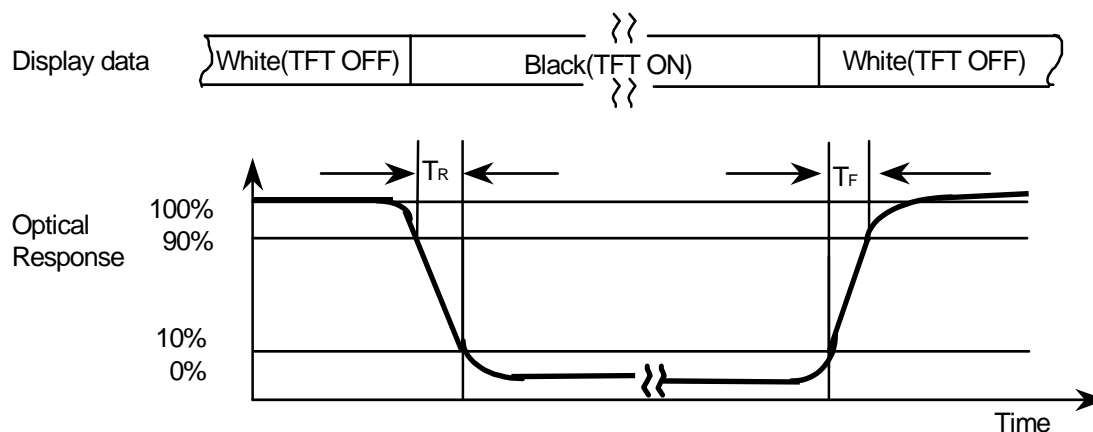 Display data
White(TFT OFF)
Black(TFT ON)
White(TFT OFF)
TR
TF
Optical
Response
100%
90%
10%
0%
Time